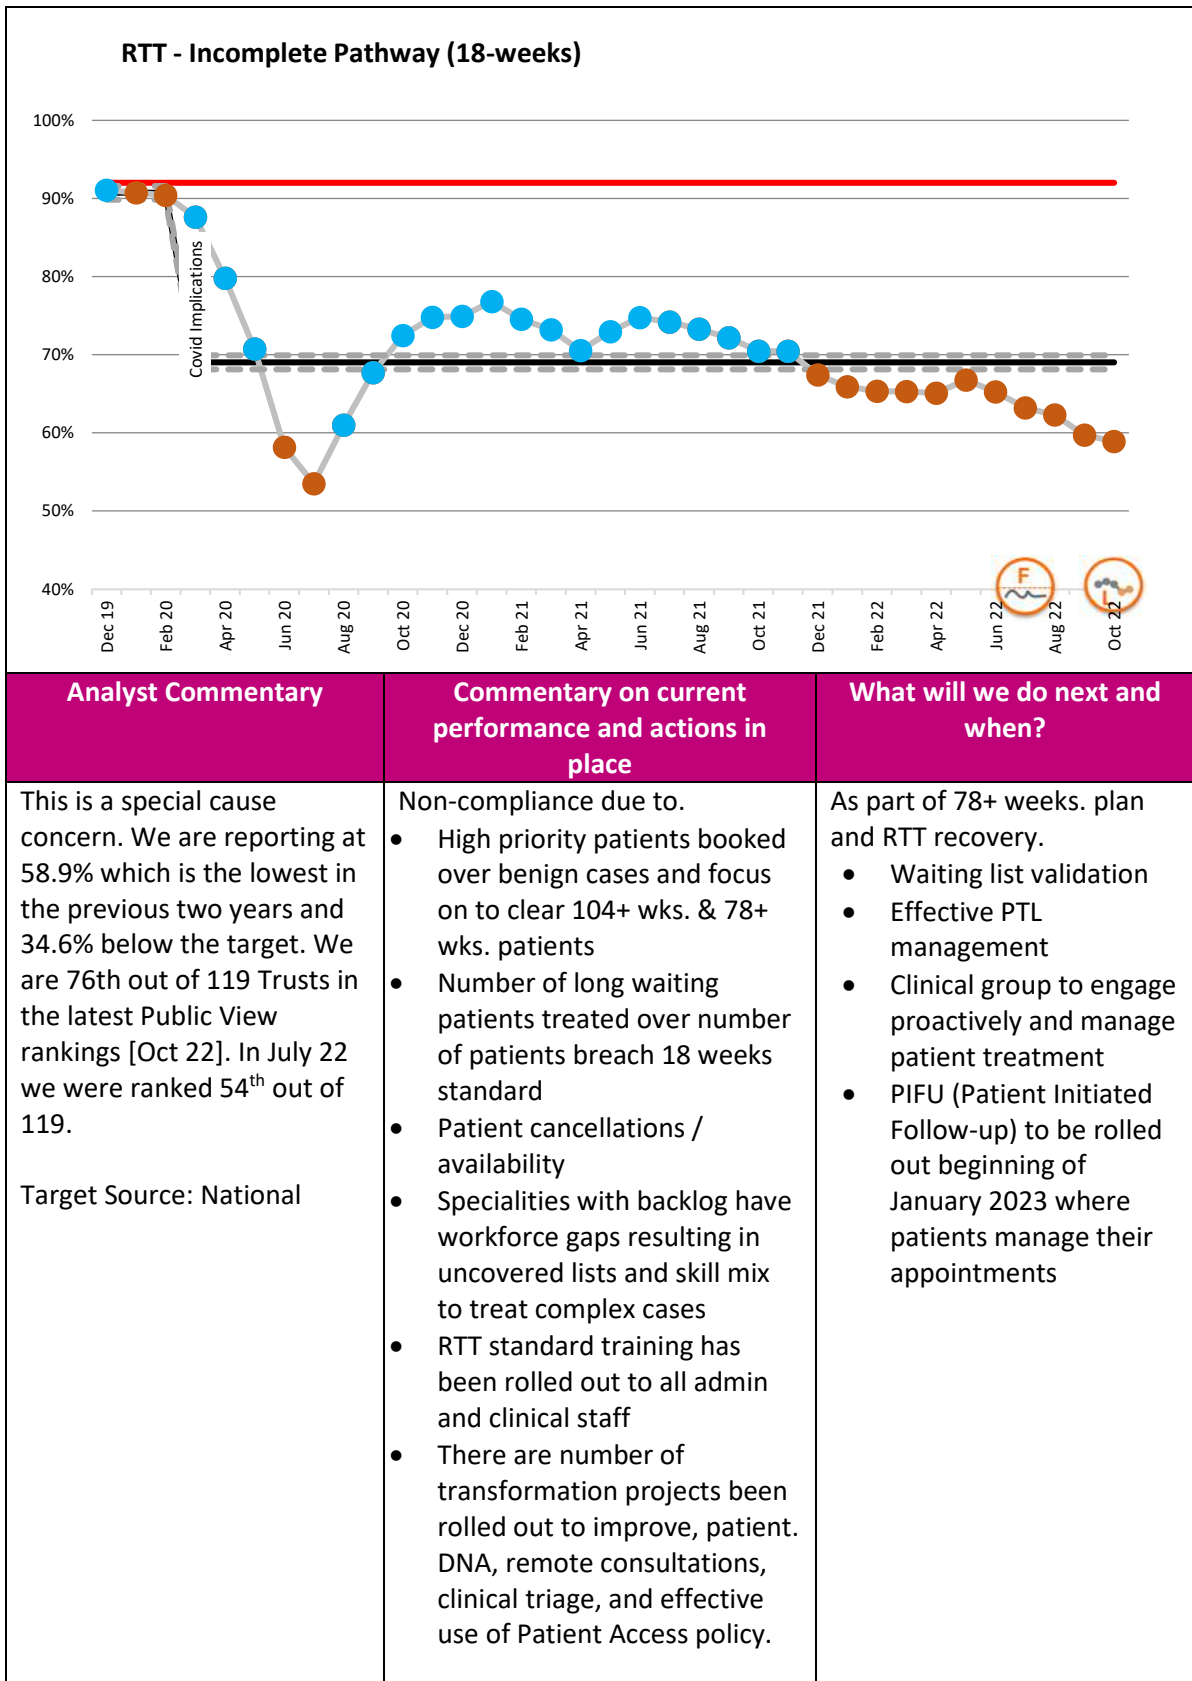 RTT - Incomplete Pathway (18-weeks)
100%
90%
80%
70%
60%
50%
40%
Covid Implications
F
L
Dec 19
Feb 20
Apr 20
Jun 20
Aug 20
Oct 20
Dec 20
Feb 21
Apr 21
Jun 21
Aug 21
Oct 21
Dec 21
Feb 22
Apr 22
Jun 22
Aug 22
Oct 22
Analyst Commentary
This is a special cause
concern. We are reporting at
58.9% which is the lowest in
the previous two years and
34.6% below the target. We
are 76th out of 119 Trusts in
the latest Public View
rankings [Oct 22]. In July 22
we were ranked 54th out of
119.
Target Source: National
Commentary on current
performance and actions in
place
Non-compliance due to.
• High priority patients booked
over benign cases and focus
on to clear 104+ wks. & 78+
wks. patients
• Number of long waiting
patients treated over number
of patients breach 18 weeks
standard
• Patient cancellations /
availability
• Specialities with backlog have
workforce gaps resulting in
uncovered lists and skill mix
to treat complex cases
• RTT standard training has
been rolled out to all admin
and clinical staff
• There are number of
transformation projects been
rolled out to improve, patient.
DNA, remote consultations,
clinical triage, and effective
use of Patient Access policy.
What will we do next and
when?
As part of 78+ weeks. plan
and RTT recovery.
• Waiting list validation
• Effective PTL
management
• Clinical group to engage
proactively and manage
patient treatment
• PIFU (Patient Initiated
Follow-up) to be rolled
out beginning of
January 2023 where
patients manage their
appointments